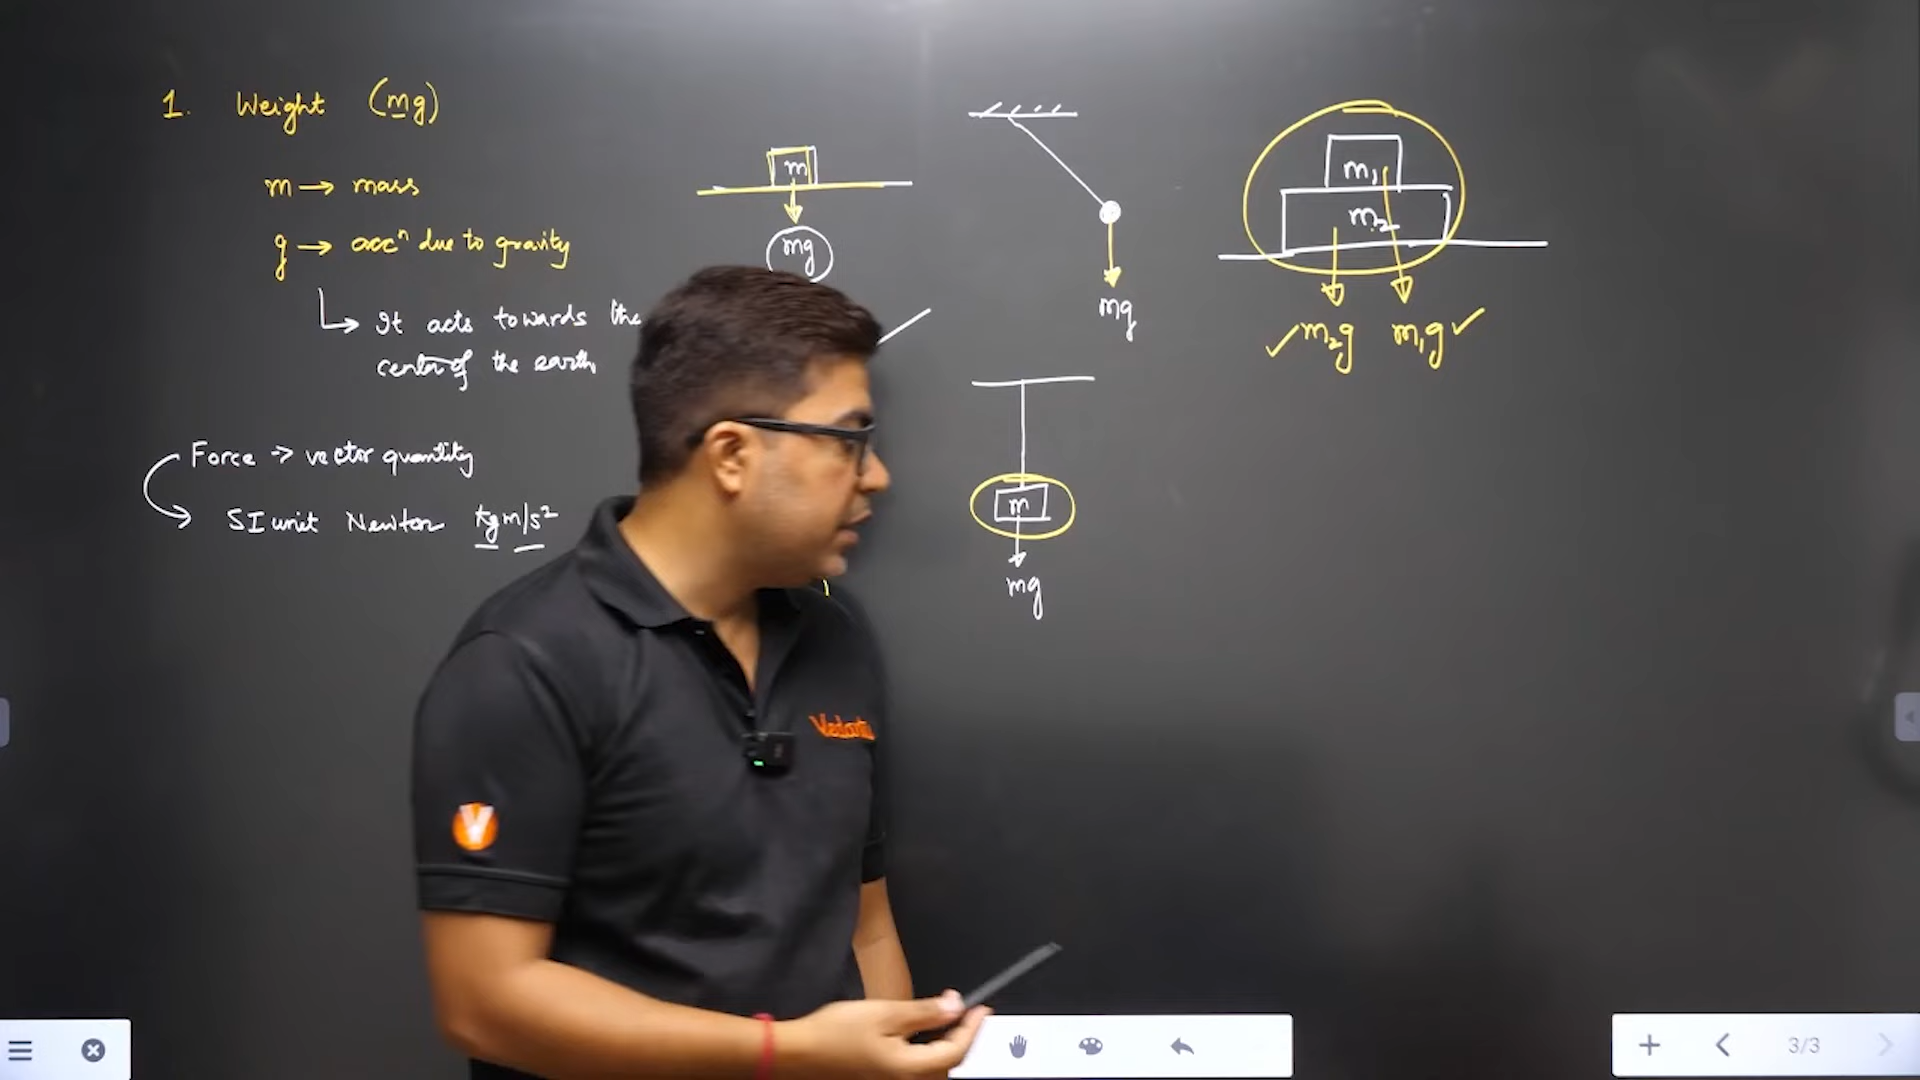 1. Weight (mg)
m → mass
g → accⁿ due to gravity
It acts towards the
center of the earth
Force → vector quantity
SI unit Newton kgm/s²
m
mg
mg
m
mg
m₁
m₂
m₂g m₁g
Vedantu
V
3/3